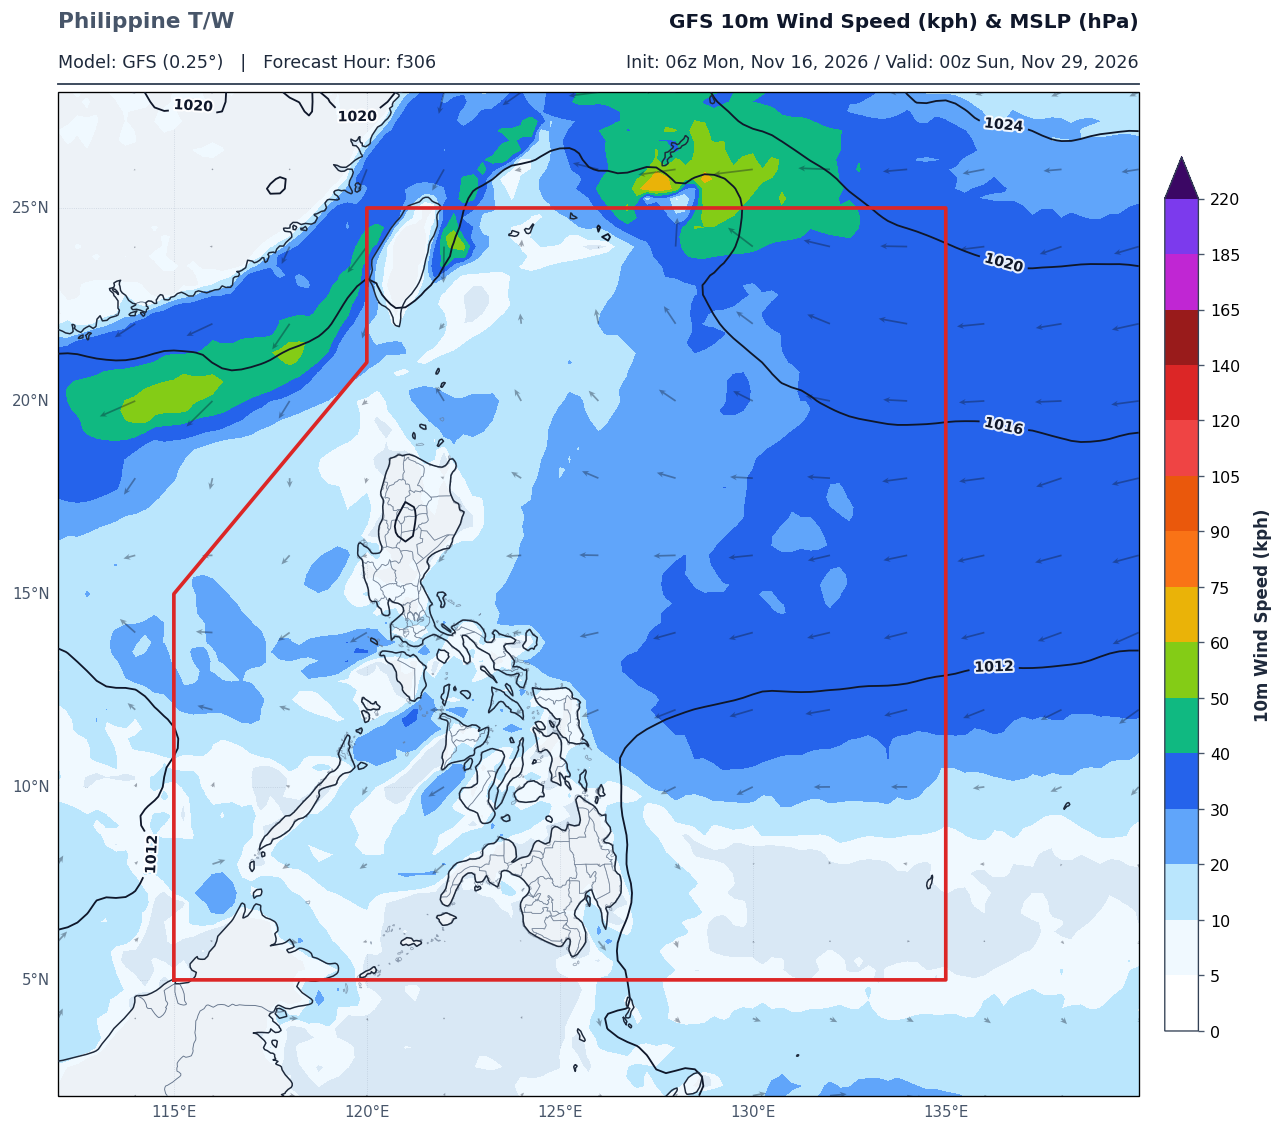 Philippine T/W
GFS 10m Wind Speed (kph) & MSLP (hPa)
Model: GFS (0.25°)   |   Forecast Hour: f306
Init: 06z Mon, Nov 16, 2026 / Valid: 00z Sun, Nov 29, 2026
1020
1020
1024
1020
1016
1012
1012
25°N
20°N
15°N
10°N
5°N
115°E
120°E
125°E
130°E
135°E
220
185
165
140
120
105
90
75
60
50
40
30
20
10
5
0
10m Wind Speed (kph)